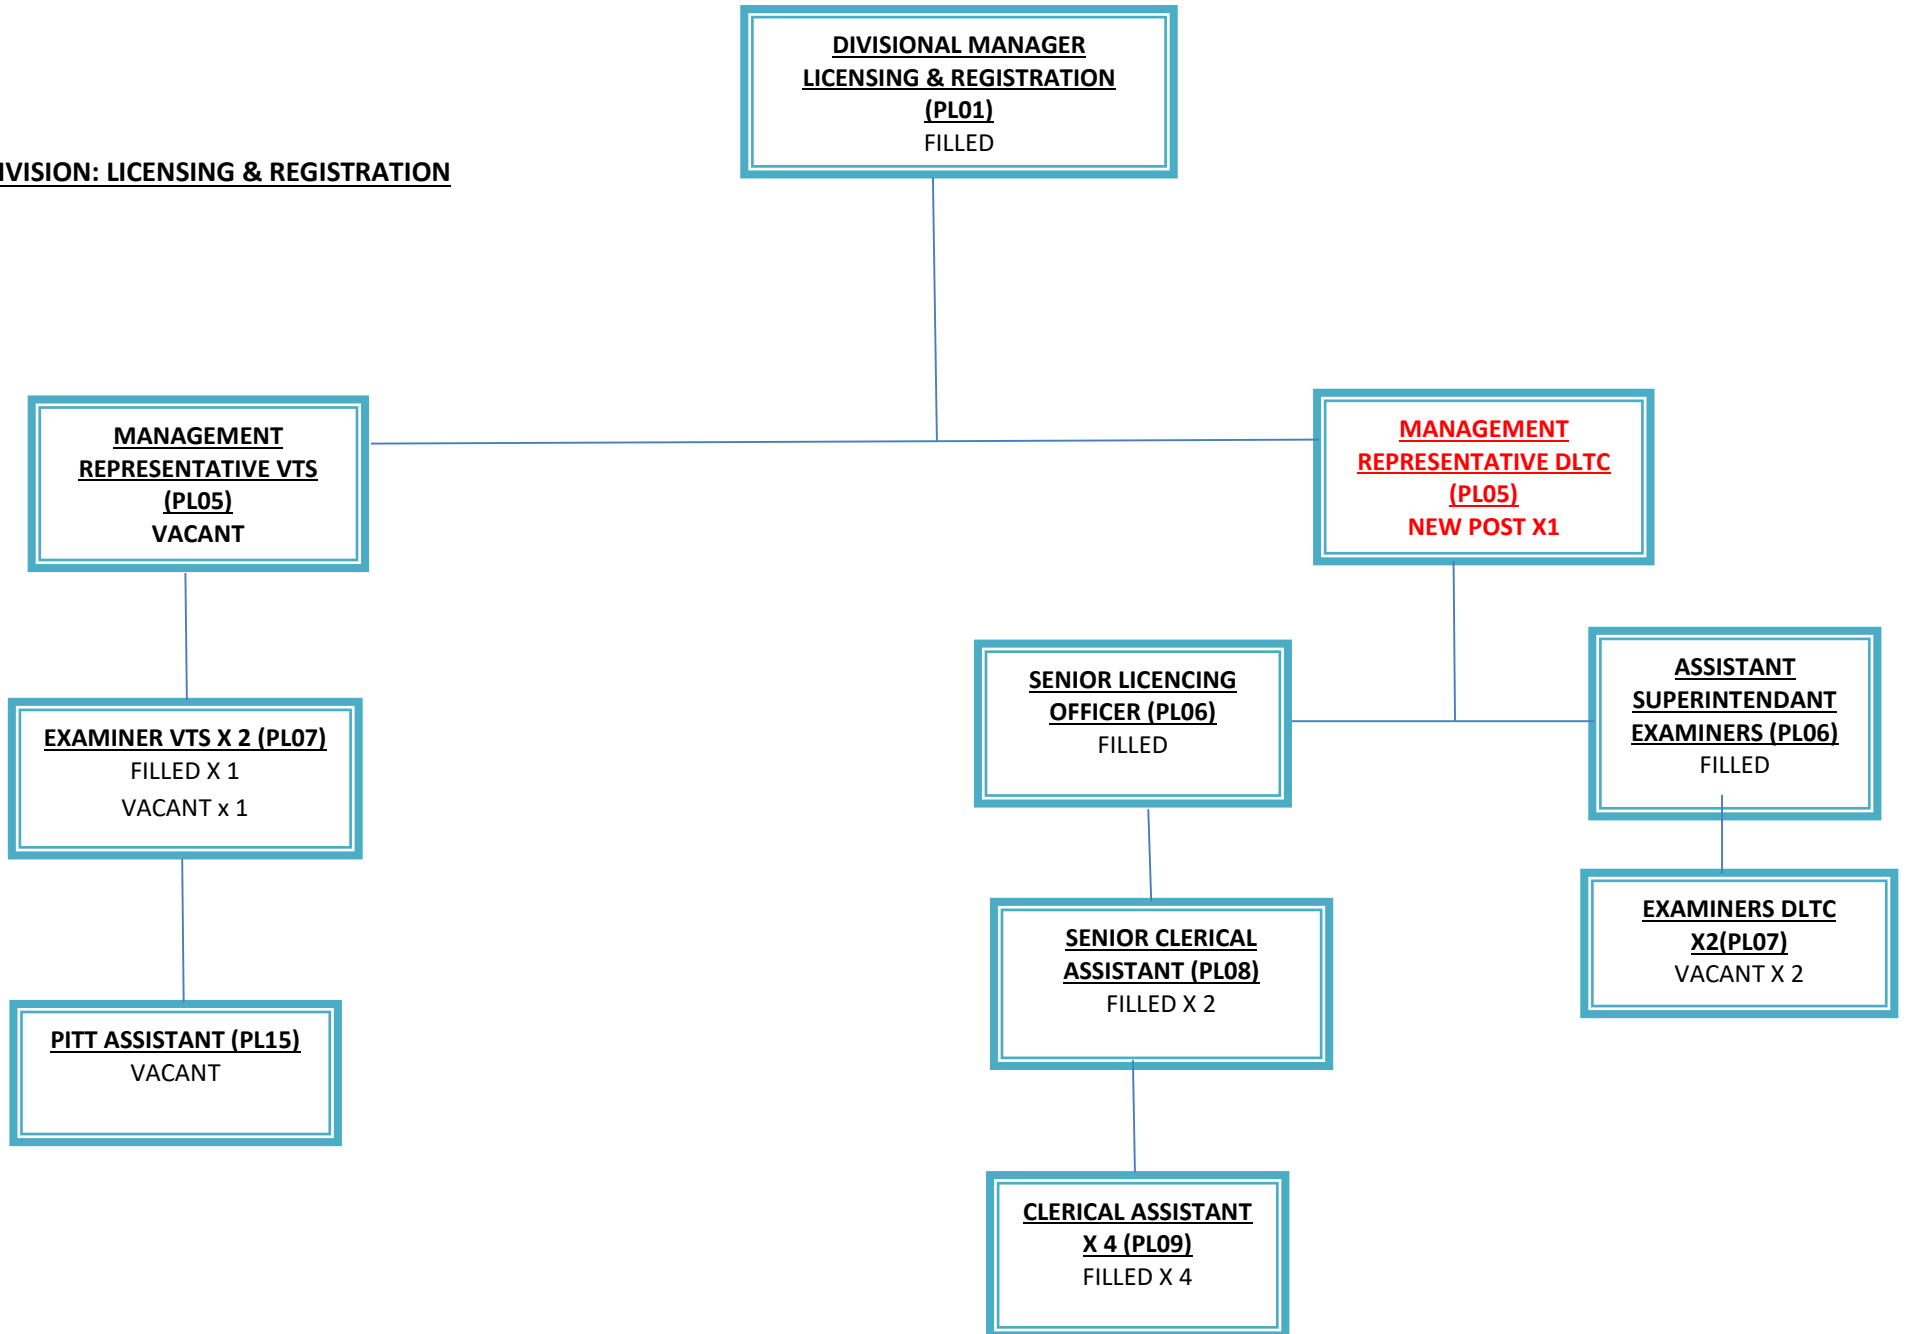 DIVISIONAL MANAGER
LICENSING & REGISTRATION
(PL01)
FILLED
IVISION: LICENSING & REGISTRATION
MANAGEMENT
REPRESENTATIVE VTS
(PL05)
VACANT
MANAGEMENT
REPRESENTATIVE DLTC
(PL05)
NEW POST X1
EXAMINER VTS X 2 (PL07)
FILLED X 1
VACANT x 1
SENIOR LICENCING
OFFICER (PL06)
FILLED
ASSISTANT
SUPERINTENDANT
EXAMINERS (PL06)
FILLED
PITT ASSISTANT (PL15)
VACANT
SENIOR CLERICAL
ASSISTANT (PL08)
FILLED X 2
EXAMINERS DLTC
X2(PL07)
VACANT X 2
CLERICAL ASSISTANT
X 4 (PL09)
FILLED X 4